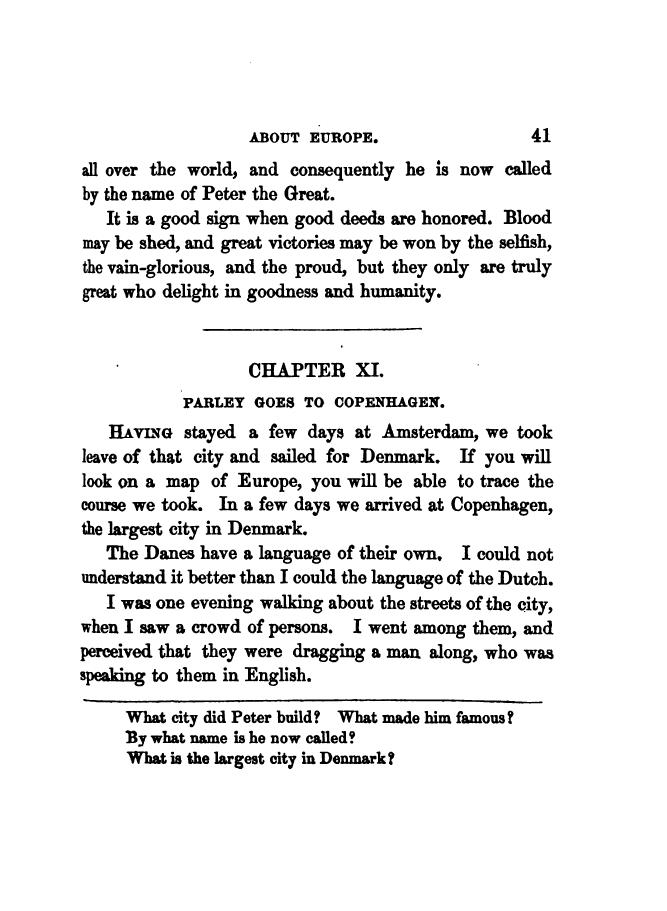 ABOUT EUROPE. 41
all over the world, and consequently he is now called
by the name of Peter the Great.
It is a good sign when good deeds are honored. Blood
may be shed, and great victories may be won by the selfish,
the vain-glorious, and the proud, but they only are truly
great who delight in goodness and humanity.
CHAPTER XI.
PARLEY GOES TO COPENHAGEN.
HAVING stayed a few days at Amsterdam, we took
leave of that city and sailed for Denmark. If you will
look on a map of Europe, you will be able to trace the
course we took. In a few days we arrived at Copenhagen,
the largest city in Denmark.
The Danes have a language of their own. I could not
understand it better than I could the language of the Dutch.
I was one evening walking about the streets of the city,
when I saw a crowd of persons. I went among them, and
perceived that they were dragging a man along, who was
speaking to them in English.
What city did Peter build? What made him famous?
By what name is he now called?
What is the largest city in Denmark?